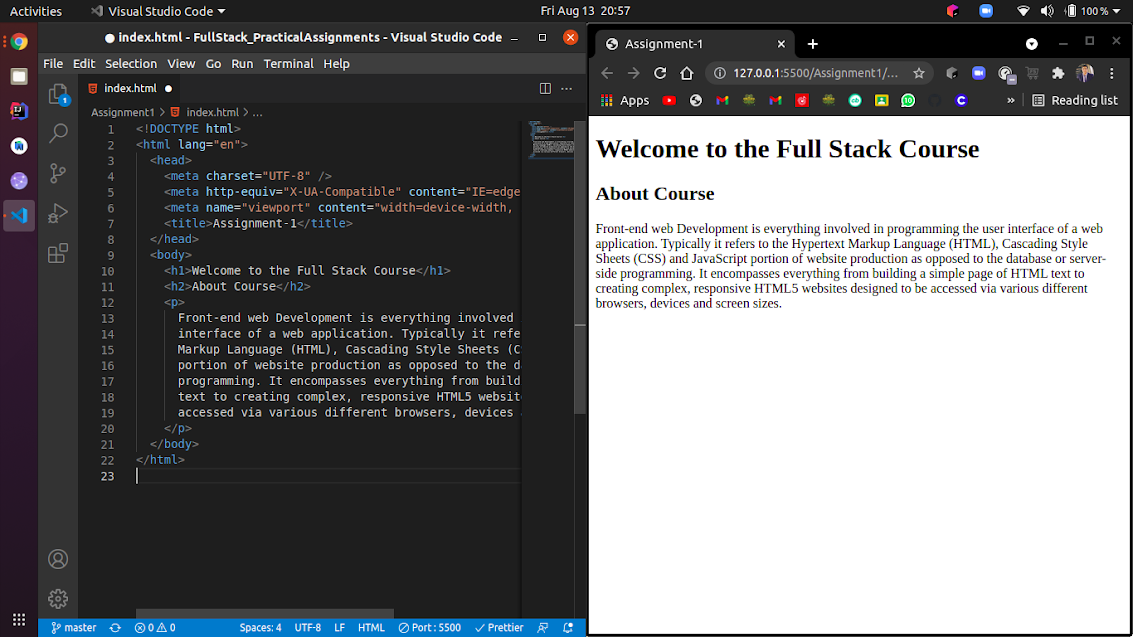 Activities Visual Studio Code Fri Aug 13 20:57 100 %
index.html - FullStack_PracticalAssignments - Visual Studio Code
File Edit Selection View Go Run Terminal Help
index.html
Assignment1 > index.html > ...
1 <!DOCTYPE html>
2 <html lang="en">
3 <head>
4 <meta charset="UTF-8" />
5 <meta http-equiv="X-UA-Compatible" content="IE=edge
6 <meta name="viewport" content="width=device-width,
7 <title>Assignment-1</title>
8 </head>
9 <body>
10 <h1>Welcome to the Full Stack Course</h1>
11 <h2>About Course</h2>
12 <p>
13 Front-end web Development is everything involved
14 interface of a web application. Typically it refe
15 Markup Language (HTML), Cascading Style Sheets (C
16 portion of website production as opposed to the da
17 programming. It encompasses everything from build
18 text to creating complex, responsive HTML5 website
19 accessed via various different browsers, devices
20 </p>
21 </body>
22 </html>
23
1
master 0 0 Spaces: 4 UTF-8 LF HTML Port : 5500 Prettier
Assignment-1
127.0.0.1:5500/Assignment1/...
Apps 10 C » Reading list
Welcome to the Full Stack Course
About Course
Front-end web Development is everything involved in programming the user interface of a web
application. Typically it refers to the Hypertext Markup Language (HTML), Cascading Style
Sheets (CSS) and JavaScript portion of website production as opposed to the database or server-
side programming. It encompasses everything from building a simple page of HTML text to
creating complex, responsive HTML5 websites designed to be accessed via various different
browsers, devices and screen sizes.